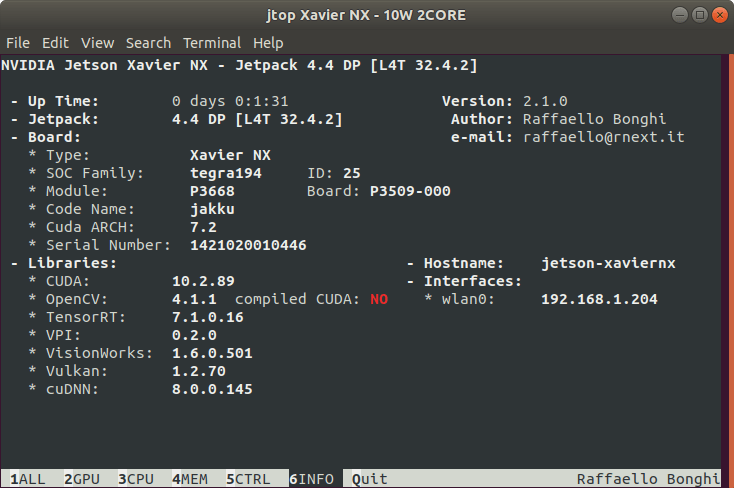 jtop Xavier NX - 10W 2CORE
File Edit View Search Terminal Help
NVIDIA Jetson Xavier NX - Jetpack 4.4 DP [L4T 32.4.2]
- Up Time: 0 days 0:1:31 Version: 2.1.0
- Jetpack: 4.4 DP [L4T 32.4.2] Author: Raffaello Bonghi
- Board: e-mail: raffaello@rnext.it
* Type: Xavier NX
* SOC Family: tegra194 ID: 25
* Module: P3668 Board: P3509-000
* Code Name: jakku
* Cuda ARCH: 7.2
* Serial Number: 1421020010446
- Libraries: - Hostname: jetson-xaviernx
* CUDA: 10.2.89 - Interfaces:
* OpenCV: 4.1.1 compiled CUDA: NO * wlan0: 192.168.1.204
* TensorRT: 7.1.0.16
* VPI: 0.2.0
* VisionWorks: 1.6.0.501
* Vulkan: 1.2.70
* cuDNN: 8.0.0.145
1ALL 2GPU 3CPU 4MEM 5CTRL 6INFO Quit Raffaello Bonghi